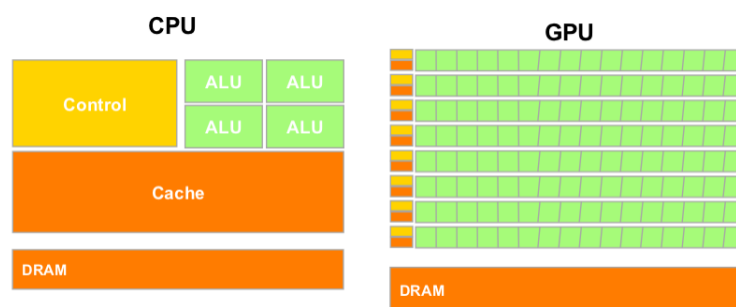 CPU
GPU
Control
ALU
ALU
ALU
ALU
Cache
DRAM
DRAM